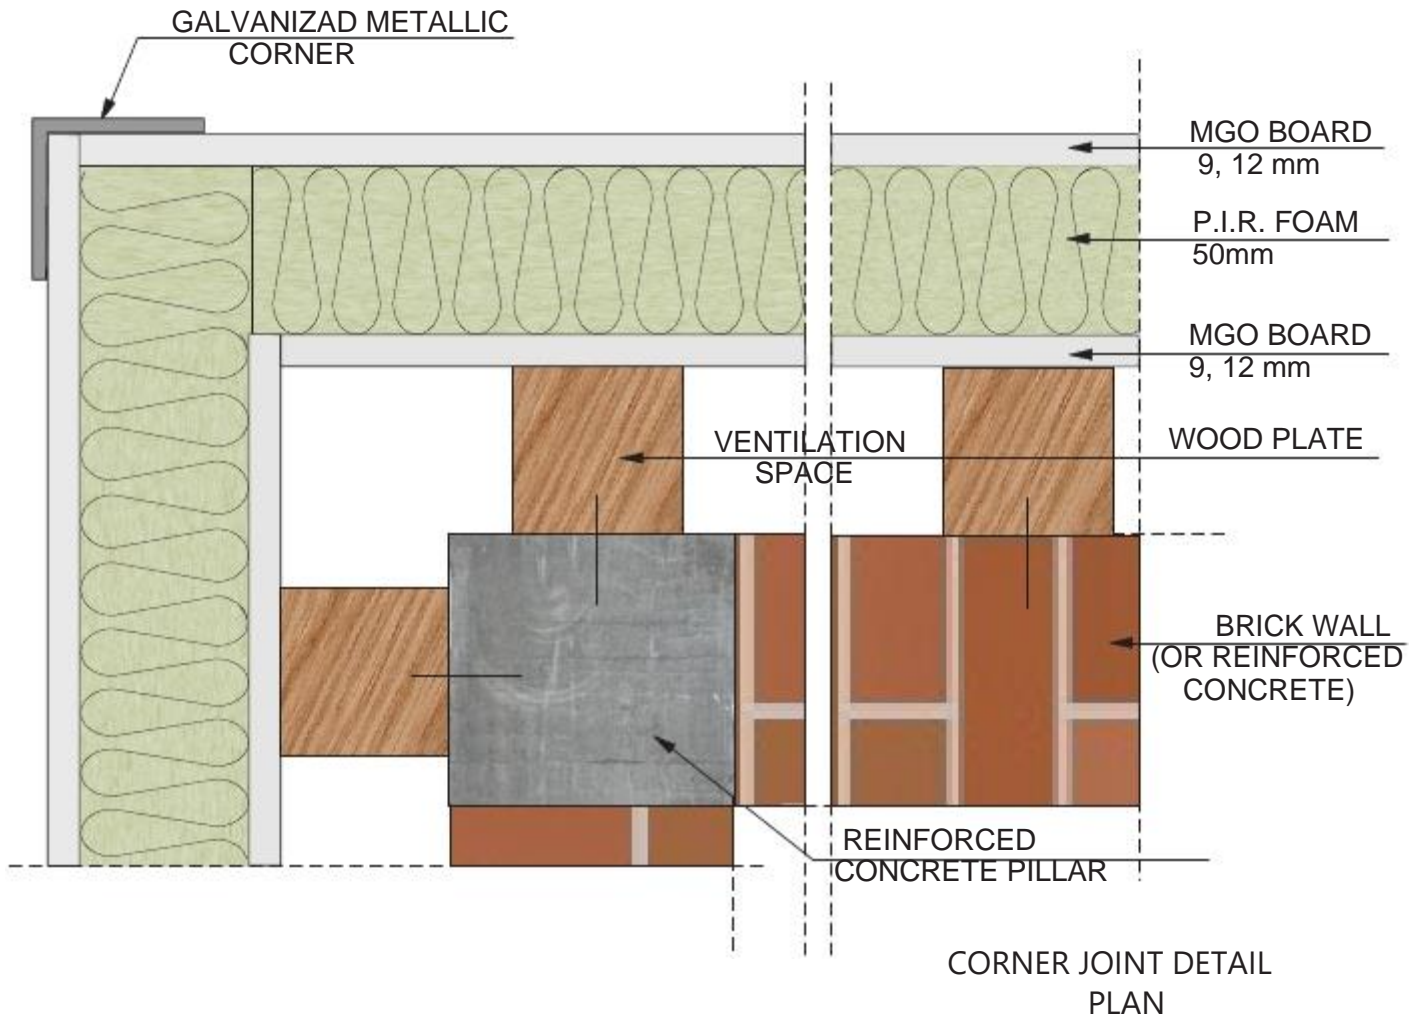 GALVANIZAD METALLIC
CORNER
MGO BOARD
9, 12 mm
P.I.R. FOAM
50mm
MGO BOARD
9, 12 mm
VENTILATION
SPACE
WOOD PLATE
BRICK WALL
(OR REINFORCED
CONCRETE)
REINFORCED
CONCRETE PILLAR
CORNER JOINT DETAIL
PLAN